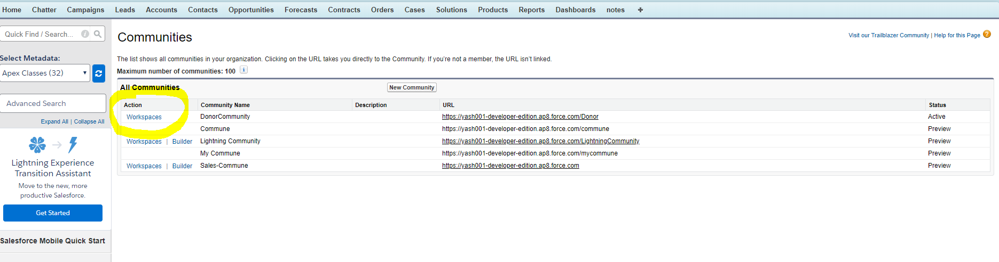 Home Chatter Campaigns Leads Accounts Contacts Opportunities Forecasts Contracts Orders Cases Solutions Products Reports Dashboards notes +
Quick Find / Search... i
Select Metadata:
Apex Classes (32)
Advanced Search
Expand All | Collapse All
Lightning Experience
Transition Assistant
Move to the new, more
productive Salesforce.
Get Started
Salesforce Mobile Quick Start
Communities
Visit our Trailblazer Community | Help for this Page ?
The list shows all communities in your organization. Clicking on the URL takes you directly to the Community. If you're not a member, the URL isn't linked.
Maximum number of communities: 100 i
All Communities New Community
Action Community Name Description URL Status
Workspaces DonorCommunity https://yash001-developer-edition.ap8.force.com/Donor Active
Commune https://yash001-developer-edition.ap8.force.com/commune Preview
Workspaces | Builder Lightning Community https://yash001-developer-edition.ap8.force.com/LightningCommunity Preview
My Commune https://yash001-developer-edition.ap8.force.com/mycommune Preview
Workspaces | Builder Sales-Commune https://yash001-developer-edition.ap8.force.com Preview